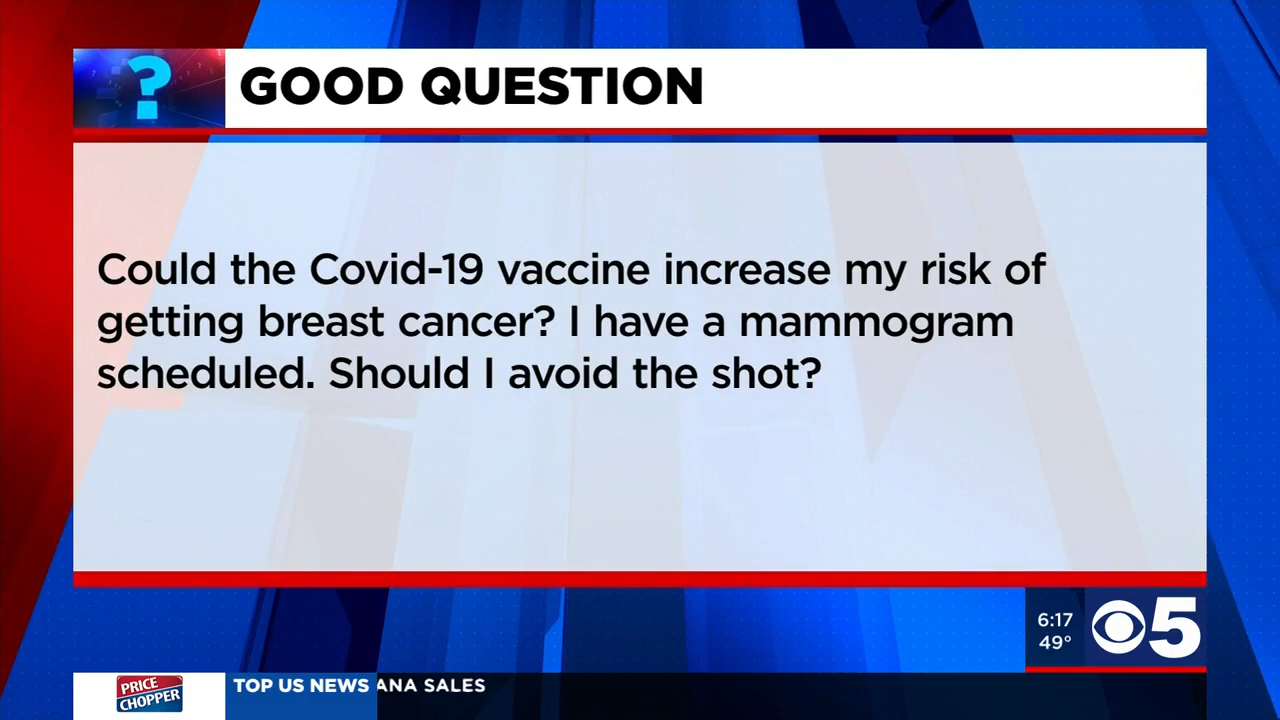 ?
GOOD QUESTION
Could the Covid-19 vaccine increase my risk of
getting breast cancer? I have a mammogram
scheduled. Should I avoid the shot?
6:17
49°
5
PRICE
CHOPPER
TOP US NEWS ANA SALES